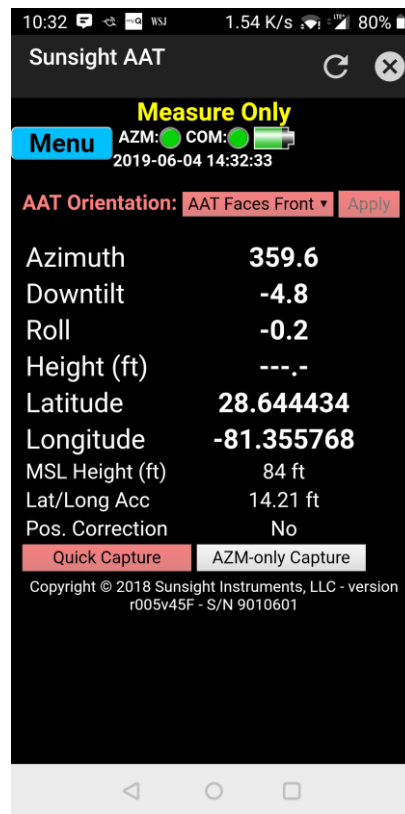 10:32 WSJ 1.54 K/s LTE 80%
Sunsight AAT
Measure Only
Menu AZM: COM:
2019-06-04 14:32:33
AAT Orientation: AAT Faces Front Apply
Azimuth 359.6
Downtilt -4.8
Roll -0.2
Height (ft) ---.-
Latitude 28.644434
Longitude -81.355768
MSL Height (ft) 84 ft
Lat/Long Acc 14.21 ft
Pos. Correction No
Quick Capture AZM-only Capture
Copyright © 2018 Sunsight Instruments, LLC - version
r005v45F - S/N 9010601